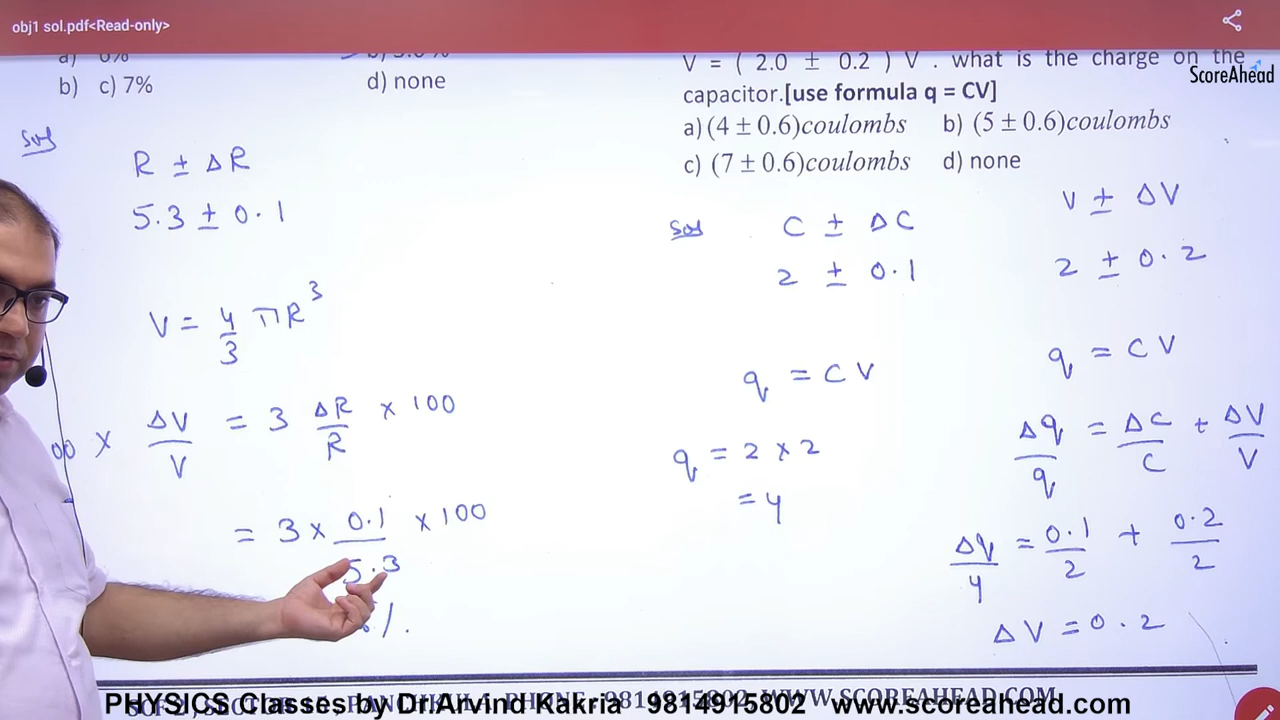 obj1 sol.pdf<Read-only>
ScoreAhead
b) c) 7%
d) none
Sol
R ± ΔR
5.3 ± 0.1
V = 4/3 πR³
00 × ΔV/V = 3 ΔR/R × 100
= 3 × 0.1/5.3 × 100
%.
V = ( 2.0 ± 0.2 ) V . what is the charge on the
capacitor.[use formula q = CV]
a) (4 ± 0.6)coulombs b) (5 ± 0.6)coulombs
c) (7 ± 0.6)coulombs d) none
Sol
C ± ΔC
2 ± 0.1
q = CV
q = 2 × 2
= 4
V ± ΔV
2 ± 0.2
q = CV
Δq/q = ΔC/C + ΔV/V
Δq/4 = 0.1/2 + 0.2/2
ΔV = 0.2
PHYSICS Classes by Dr.Arvind Kakria 9814915802 www.scoreahead.com